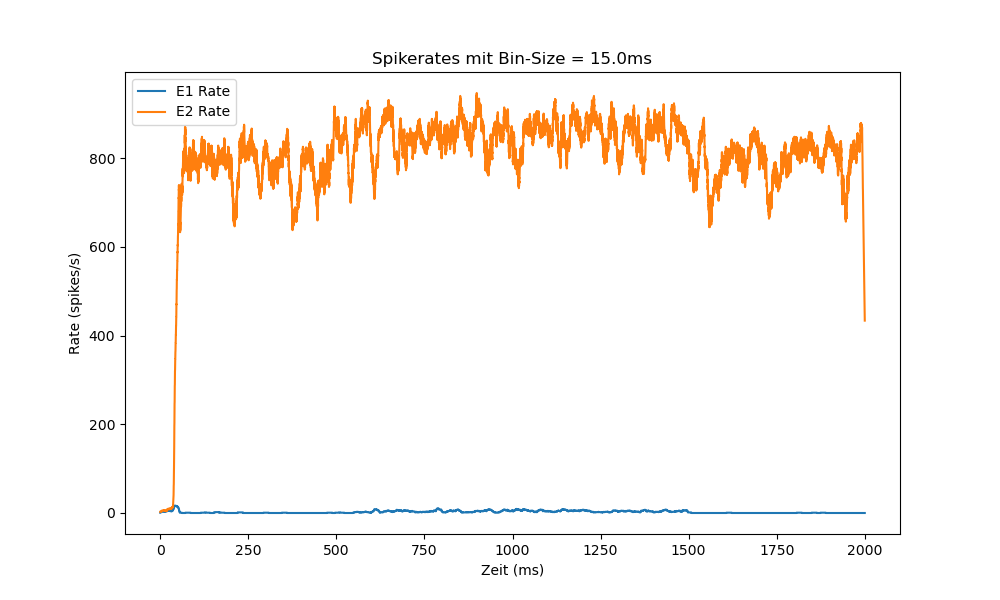 Spikerates mit Bin-Size = 15.0ms
E1 Rate
E2 Rate
Rate (spikes/s)
800
600
400
200
0
0 250 500 750 1000 1250 1500 1750 2000
Zeit (ms)